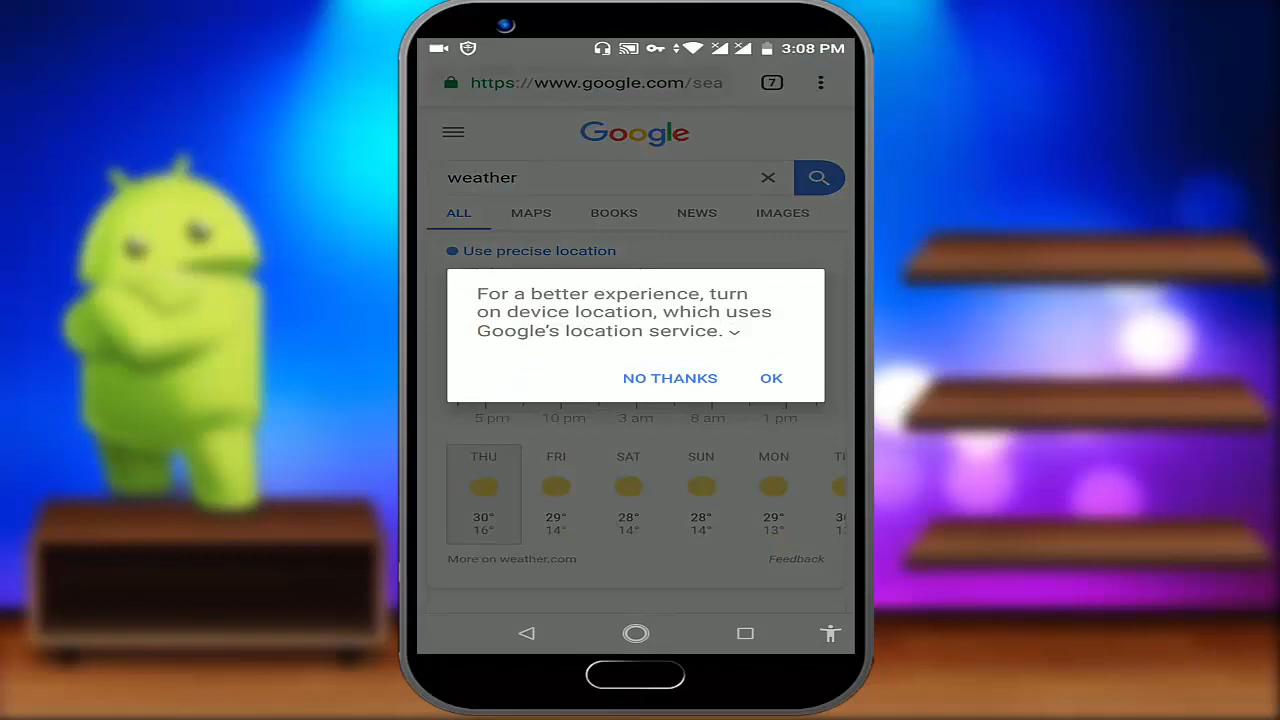 3:08 PM
https://www.google.com/sea
7
Google
weather
ALL MAPS BOOKS NEWS IMAGES
Use precise location
For a better experience, turn
on device location, which uses
Google's location service.
NO THANKS OK
5 pm 10 pm 3 am 8 am 1 pm
THU FRI SAT SUN MON
30° 29° 28° 28° 29°
16° 14° 14° 14° 13°
More on weather.com Feedback